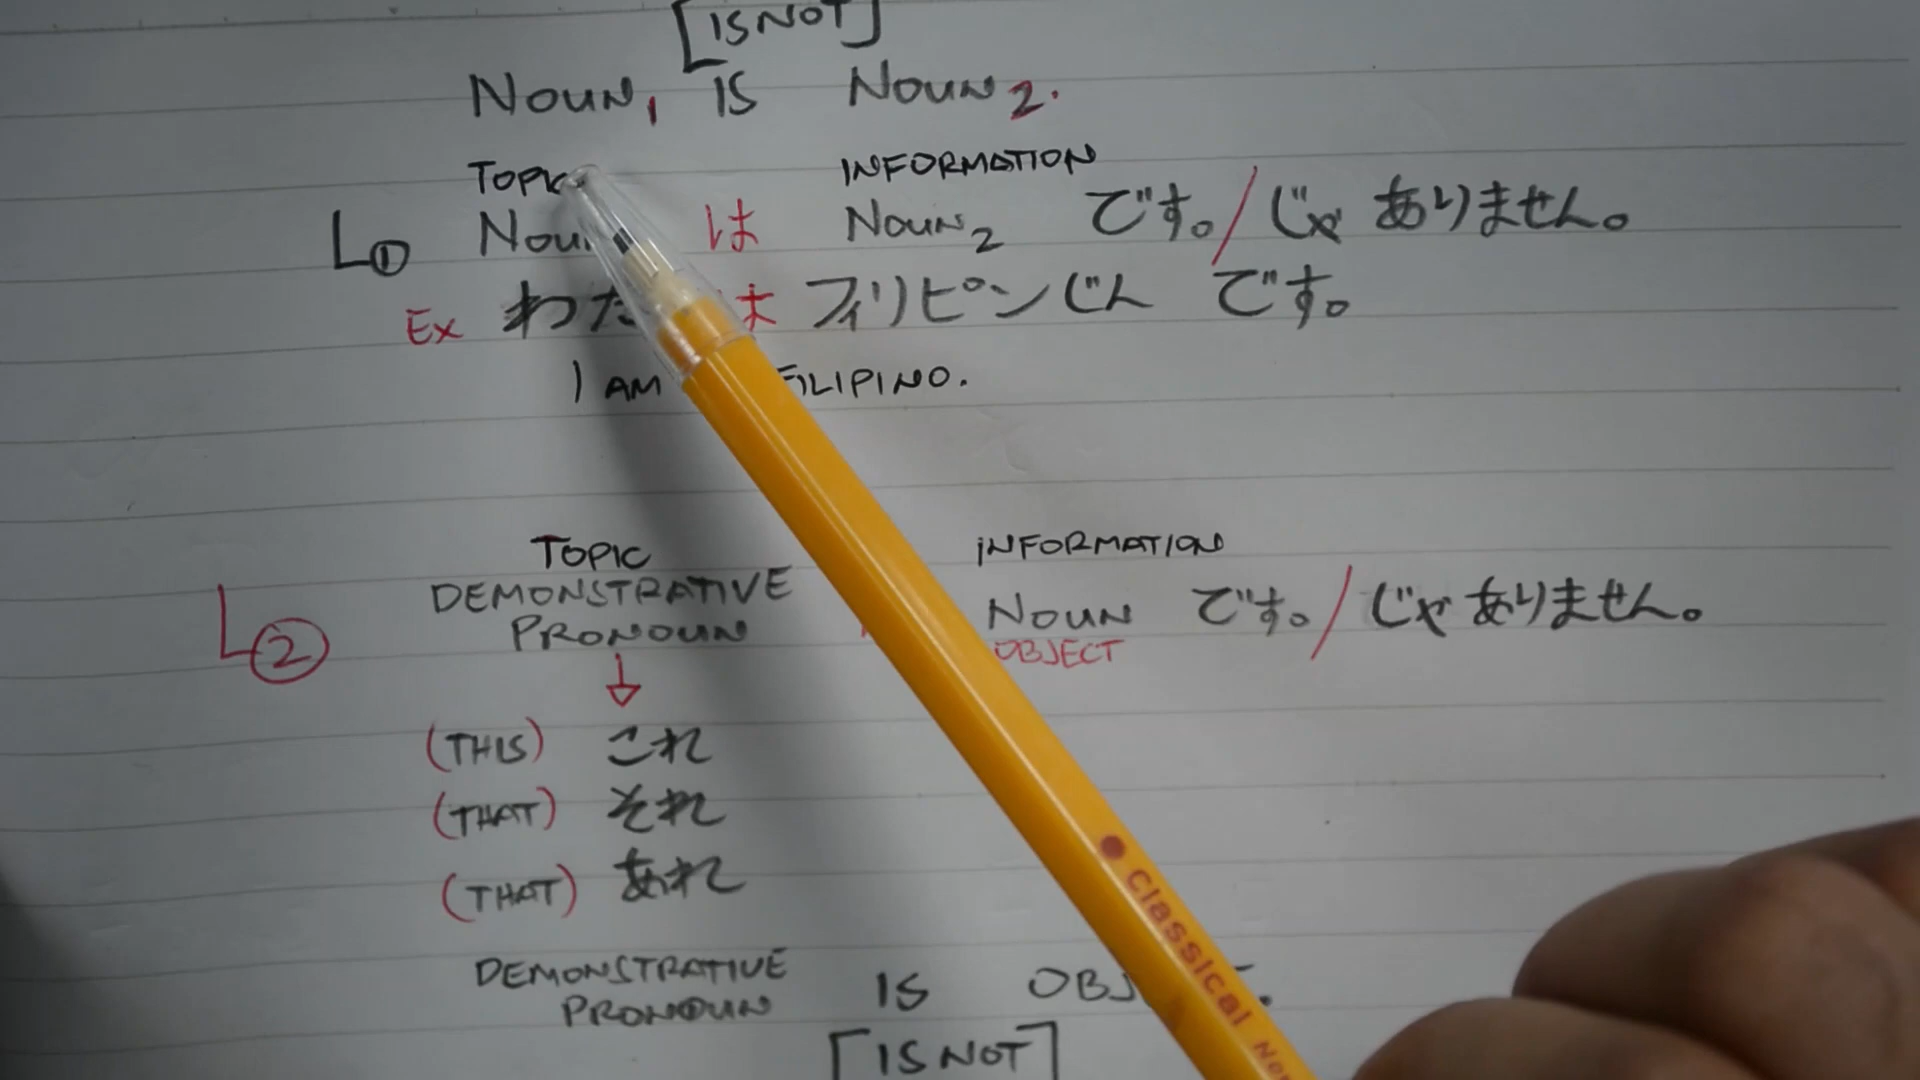 [IS NOT]
NOUN1 IS NOUN2.
TOPIC INFORMATION
L① は NOUN2 です。/じゃ ありません。
Ex は フィリピンじん です。
I AM FILIPINO.
TOPIC INFORMATION
DEMONSTRATIVE
L② PRONOUN NOUN です。/じゃありません。
OBJECT
(THIS) これ
(THAT) それ
(THAT) あれ
DEMONSTRATIVE
PRONOUN IS
[IS NOT]
● Classical